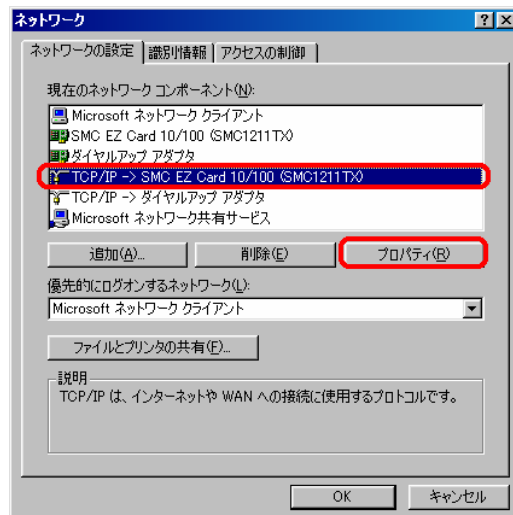 ネットワーク
ネットワークの設定 識別情報 アクセスの制御
現在のネットワーク コンポーネント(N):
Microsoft ネットワーク クライアント
SMC EZ Card 10/100 (SMC1211TX)
ダイヤルアップ アダプタ
TCP/IP -> SMC EZ Card 10/100 (SMC1211TX)
TCP/IP -> ダイヤルアップ アダプタ
Microsoft ネットワーク共有サービス
追加(A)... 削除(E) プロパティ(R)
優先的にログオンするネットワーク(L):
Microsoft ネットワーク クライアント
ファイルとプリンタの共有(F)...
説明
TCP/IP は、インターネットや WAN への接続に使用するプロトコルです。
OK キャンセル